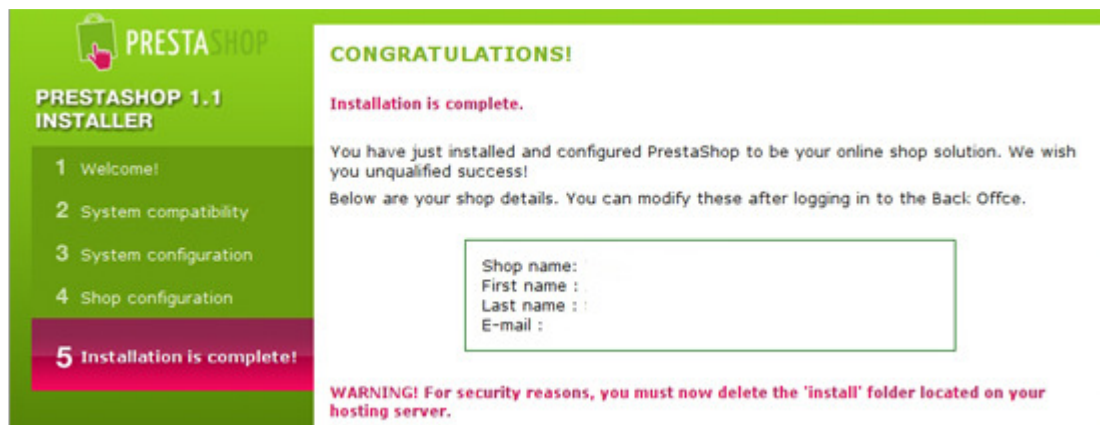 PRESTASHOP
PRESTASHOP 1.1
INSTALLER
1 Welcome!
2 System compatibility
3 System configuration
4 Shop configuration
5 Installation is complete!
CONGRATULATIONS!
Installation is complete.
You have just installed and configured PrestaShop to be your online shop solution. We wish
you unqualified success!
Below are your shop details. You can modify these after logging in to the Back Offce.
Shop name:
First name :
Last name :
E-mail :
WARNING! For security reasons, you must now delete the 'install' folder located on your
hosting server.